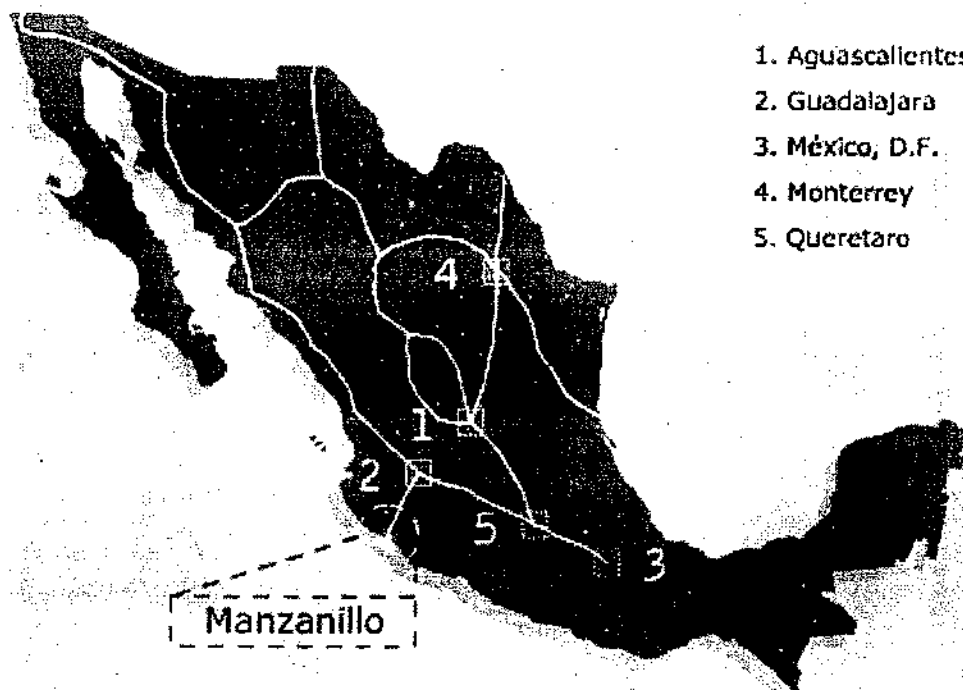 1. Aguascalientes
2. Guadalajara
3. México, D.F.
4. Monterrey
5. Queretaro
4
1
2
5
3
Manzanillo